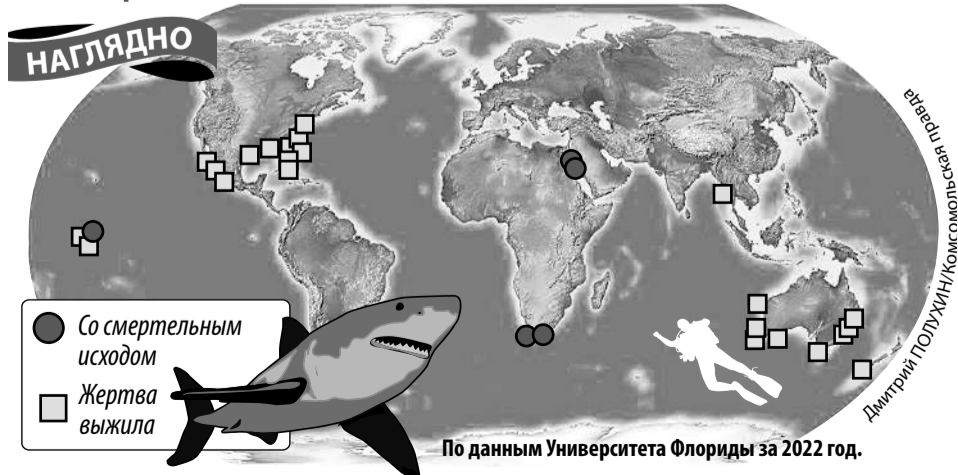 НАГЛЯДНО
Со смертельным
исходом
Жертва
выжила
По данным Университета Флориды за 2022 год.
Дмитрий ПОЛУХИН/Комсомольская правда